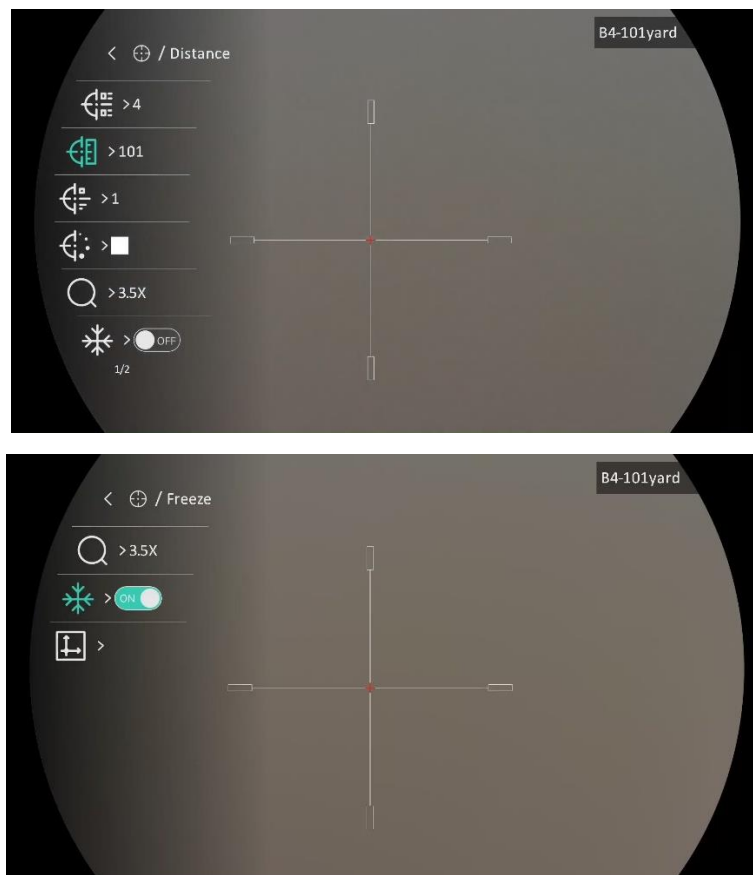 B4-101yard
< / Distance
>4
>101
>1
>
>3.5X
> OFF
1/2
B4-101yard
< / Freeze
>3.5X
> ON
>